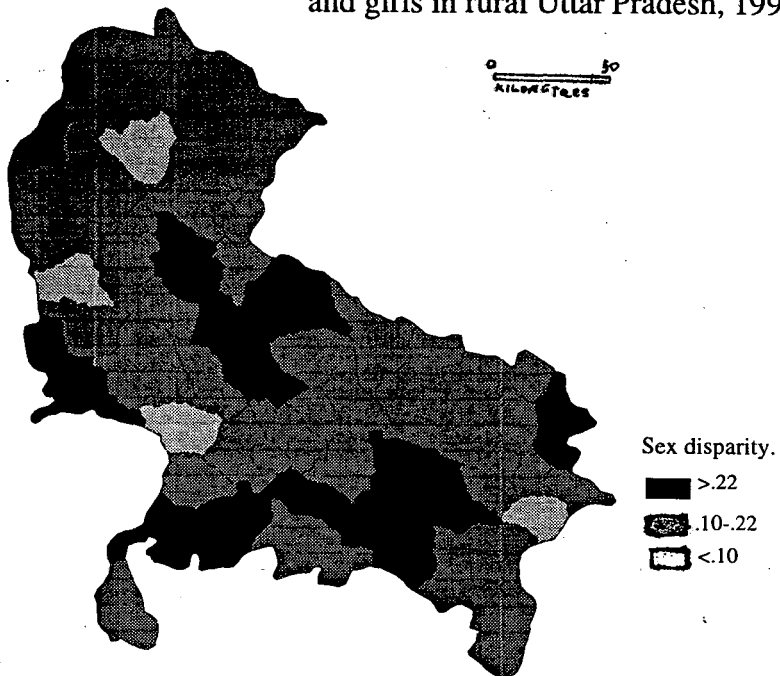 and girls in rural Uttar Pradesh, 199
0 50
KILOMETRES
Sex disparity.
>.22
.10-.22
<.10